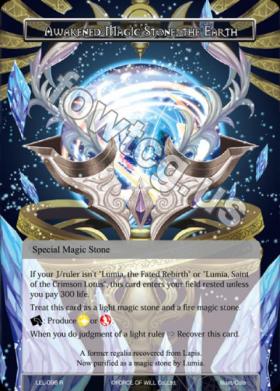 Awakened Magic Stone, the Earth
fowtcg.us
Special Magic Stone
If your J/ruler isn't "Lumia, the Fated Rebirth" or "Lumia, Saint
of the Crimson Lotus", this card enters your field rested unless
you pay 300 life.
Treat this card as a light magic stone and a fire magic stone.
: Produce or .
When you do judgment of a light ruler ⇨ Recover this card.
A former regalia recovered from Lapis.
Now purified as a magic stone by Lumia.
©FORCE OF WILL Co.,Ltd.